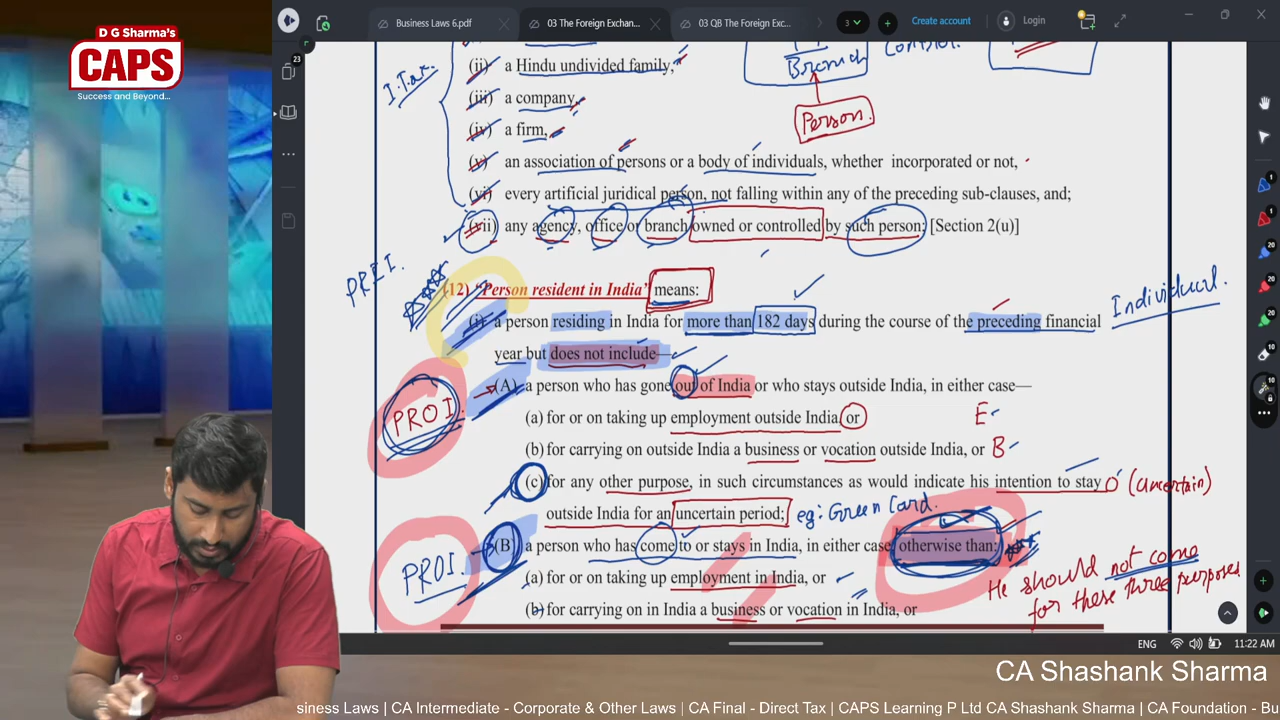 D G Sharma's
CAPS
Success and Beyond...
Business Laws 6.pdf
03 The Foreign Exchan...
03 QB The Foreign Exc...
3
Create account
Login
23
I.T.Act.
(ii) a Hindu undivided family,
Branch
Control.
(iii) a company,
(iv) a firm,
Person.
(v) an association of persons or a body of individuals, whether incorporated or not,
(vi) every artificial juridical person, not falling within any of the preceding sub-clauses, and;
(vii) any agency, office or branch owned or controlled by such person; [Section 2(u)]
PREI.
(12) "Person resident in India" means:
Individual.
(i) a person residing in India for more than 182 days during the course of the preceding financial
year but does not include—
(A) a person who has gone out of India or who stays outside India, in either case—
PROI.
(a) for or on taking up employment outside India or
E
(b) for carrying on outside India a business or vocation outside India, or
B
(c) for any other purpose, in such circumstances as would indicate his intention to stay
O (uncertain)
outside India for an uncertain period;
eg: Green Card.
(B) a person who has come to or stays in India, in either case, otherwise than:
PROI.
(a) for or on taking up employment in India, or
He should not come
for these three purposes
(b) for carrying on in India a business or vocation in India, or
ENG
11:22 AM
CA Shashank Sharma
siness Laws | CA Intermediate - Corporate & Other Laws | CA Final - Direct Tax | CAPS Learning P Ltd CA Shashank Sharma | CA Foundation - Bu